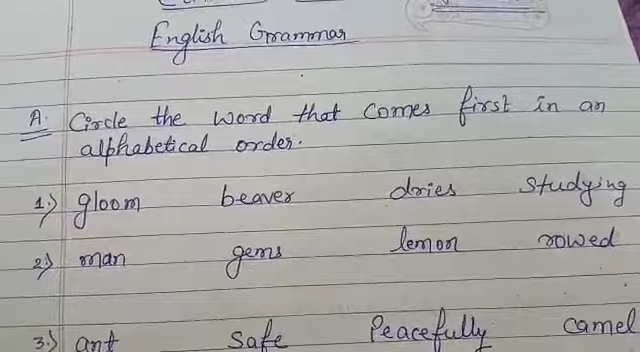 English Grammar
A. Circle the word that comes first in an
alphabetical order.
1) gloom beaver dries studying
2) man gems lemon rowed
3) ant safe Peacefully camel